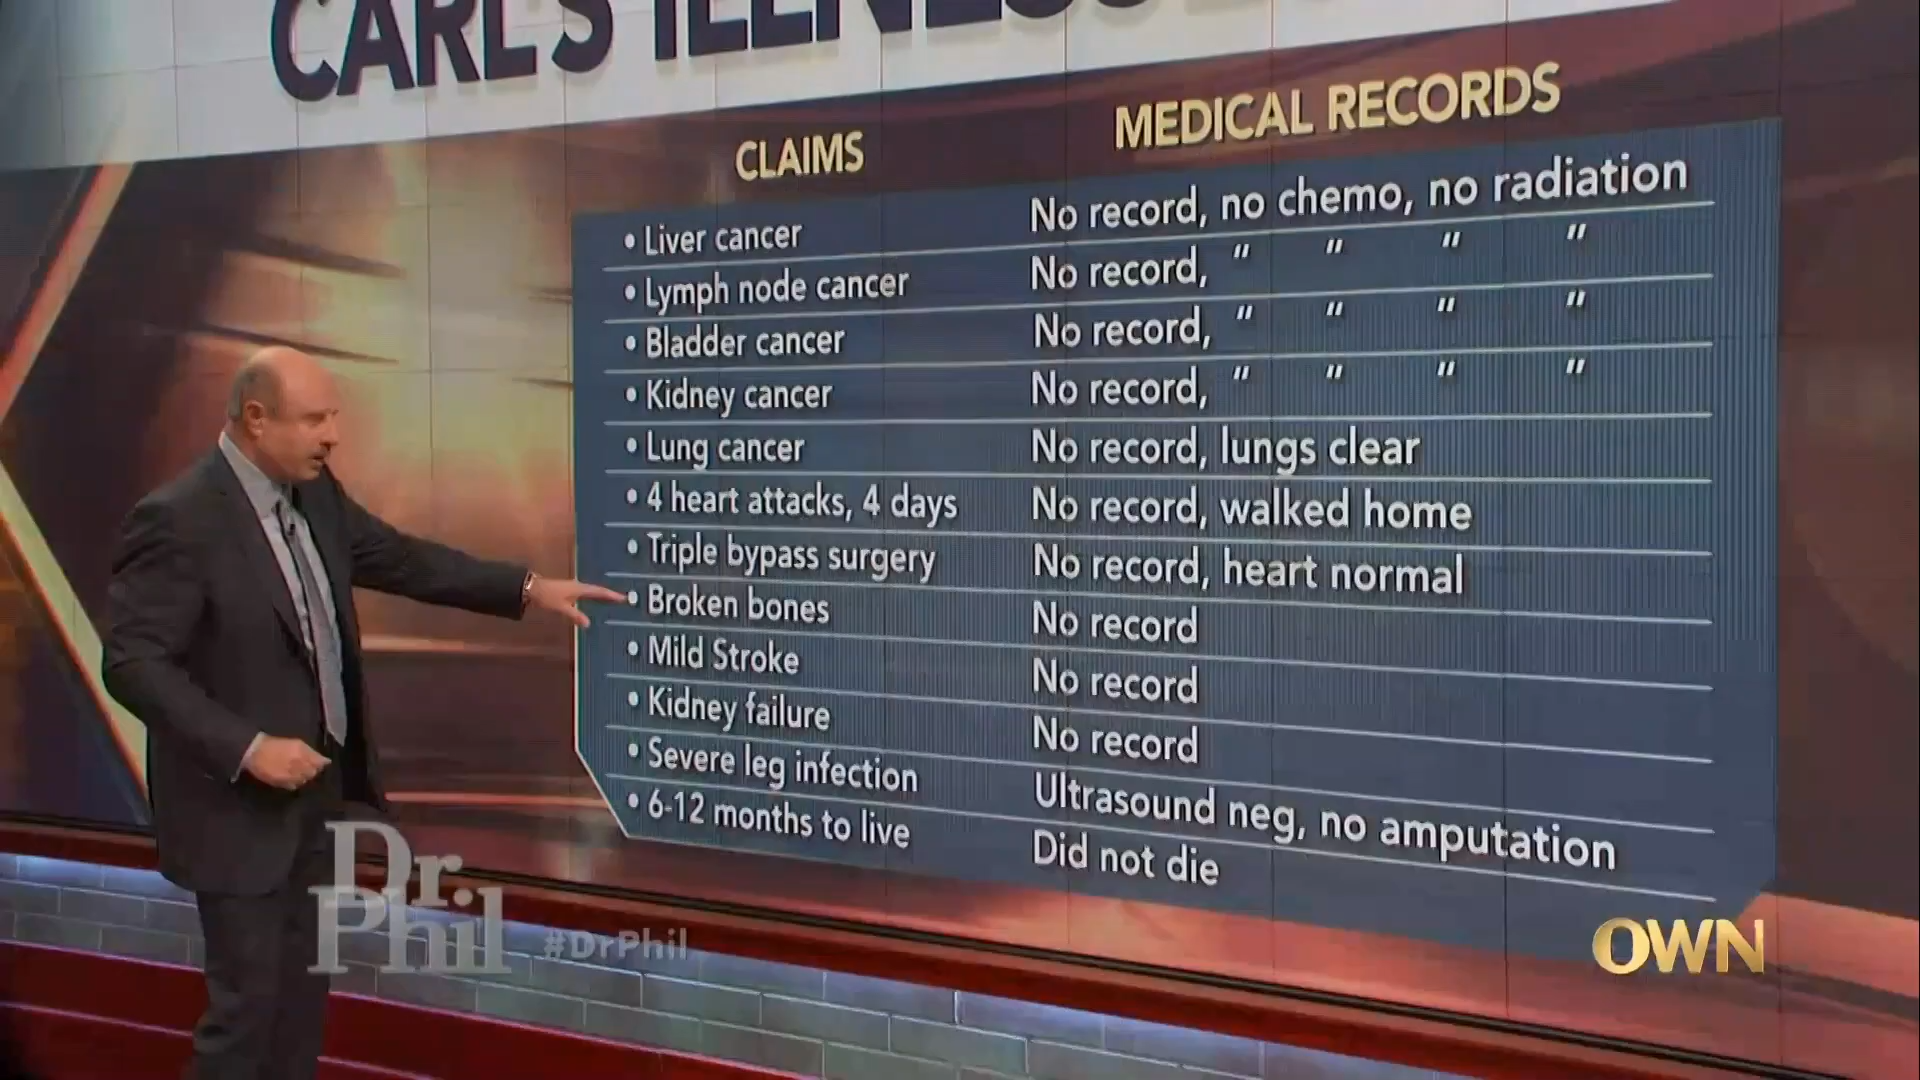 CARL'S ILLNESS
CLAIMS MEDICAL RECORDS
• Liver cancer No record, no chemo, no radiation
• Lymph node cancer No record, " " " "
• Bladder cancer No record, " " " "
• Kidney cancer No record, " " " "
• Lung cancer No record, lungs clear
• 4 heart attacks, 4 days No record, walked home
• Triple bypass surgery No record, heart normal
• Broken bones No record
• Mild Stroke No record
• Kidney failure No record
• Severe leg infection Ultrasound neg, no amputation
• 6-12 months to live Did not die
Dr.
Phil
#DrPhil
OWN